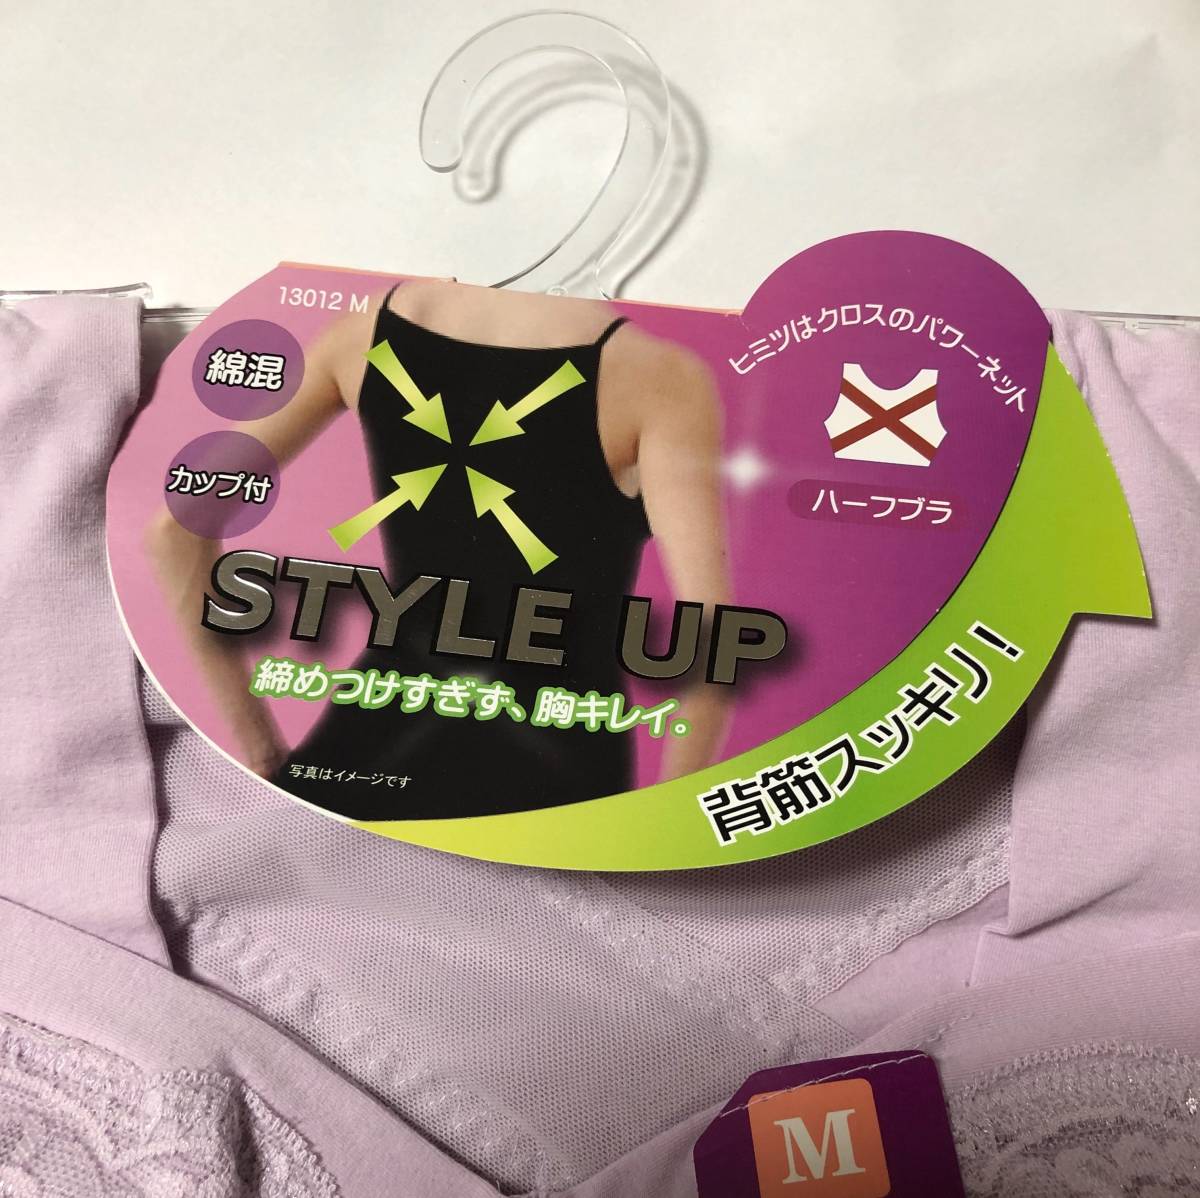 13012 M
綿混
カップ付
ヒミツはクロスのパワーネット
ハーフブラ
STYLE UP
締めつけすぎず、胸キレイ。
写真はイメージです
背筋スッキリ！
M